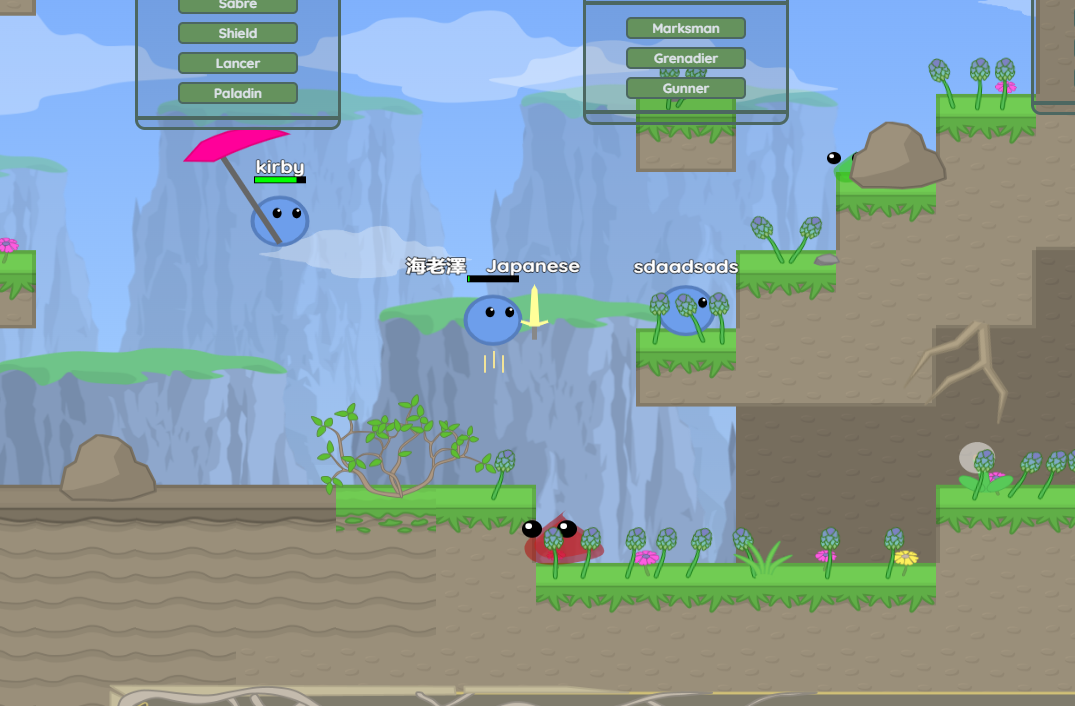 Sabre
Shield
Lancer
Paladin
Marksman
Grenadier
Gunner
kirby
海老澤 Japanese
sdaadsads